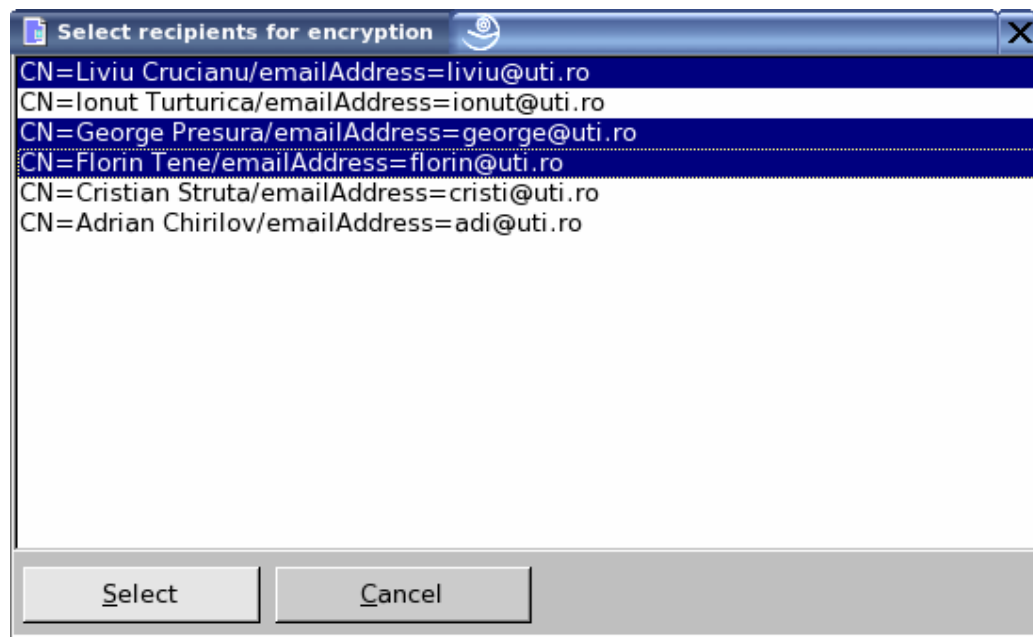 Select recipients for encryption
CN=Liviu Crucianu/emailAddress=liviu@uti.ro
CN=Ionut Turturica/emailAddress=ionut@uti.ro
CN=George Presura/emailAddress=george@uti.ro
CN=Florin Tene/emailAddress=florin@uti.ro
CN=Cristian Struta/emailAddress=cristi@uti.ro
CN=Adrian Chirilov/emailAddress=adi@uti.ro
Select Cancel